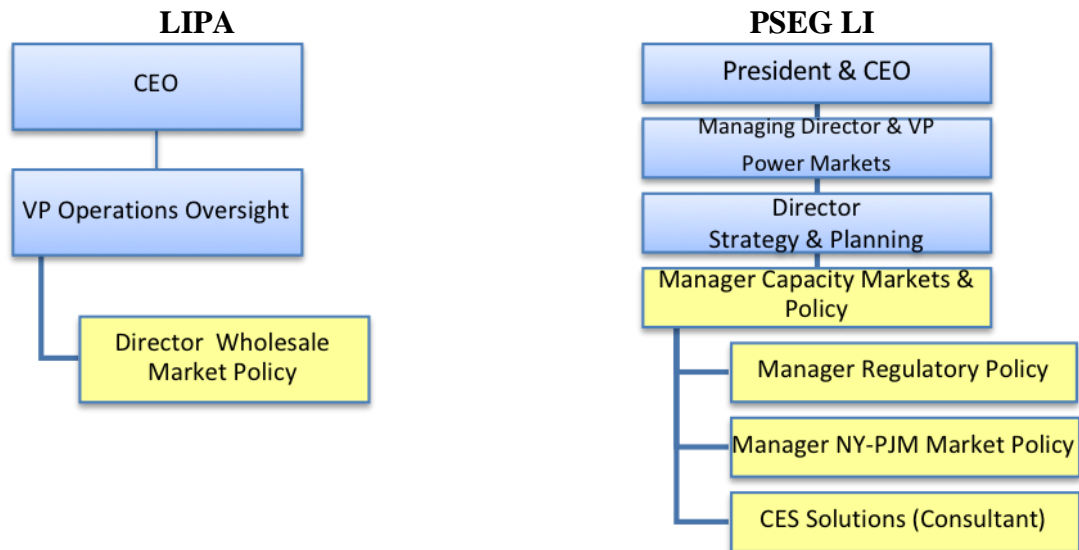 LIPA
CEO
VP Operations Oversight
Director Wholesale
Market Policy
PSEG LI
President & CEO
Managing Director & VP
Power Markets
Director
Strategy & Planning
Manager Capacity Markets &
Policy
Manager Regulatory Policy
Manager NY-PJM Market Policy
CES Solutions (Consultant)